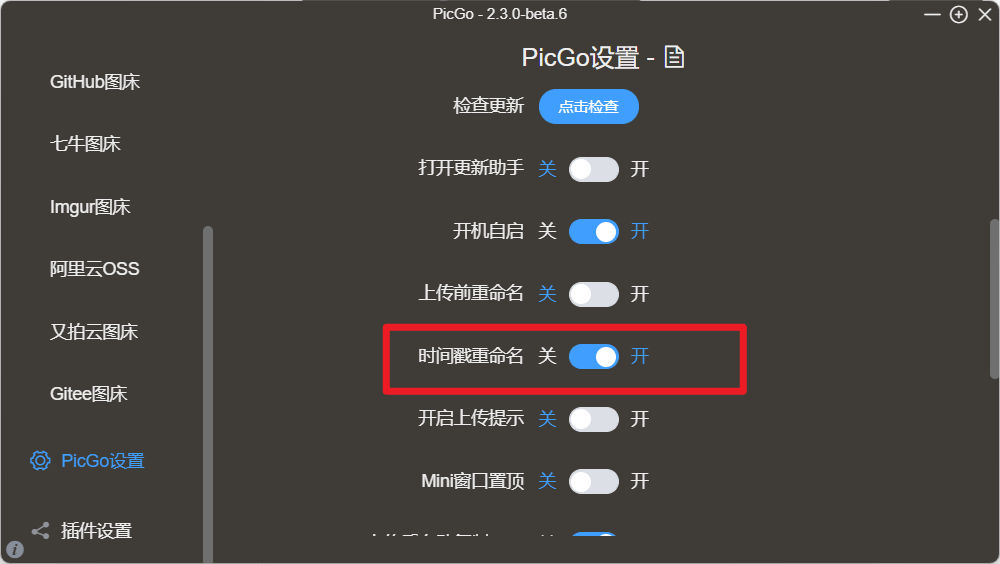 PicGo - 2.3.0-beta.6
GitHub图床
七牛图床
Imgur图床
阿里云OSS
又拍云图床
Gitee图床
PicGo设置
插件设置
PicGo设置 -
检查更新 点击检查
打开更新助手 关 开
开机自启 关 开
上传前重命名 关 开
时间戳重命名 关 开
开启上传提示 关 开
Mini窗口置顶 关 开